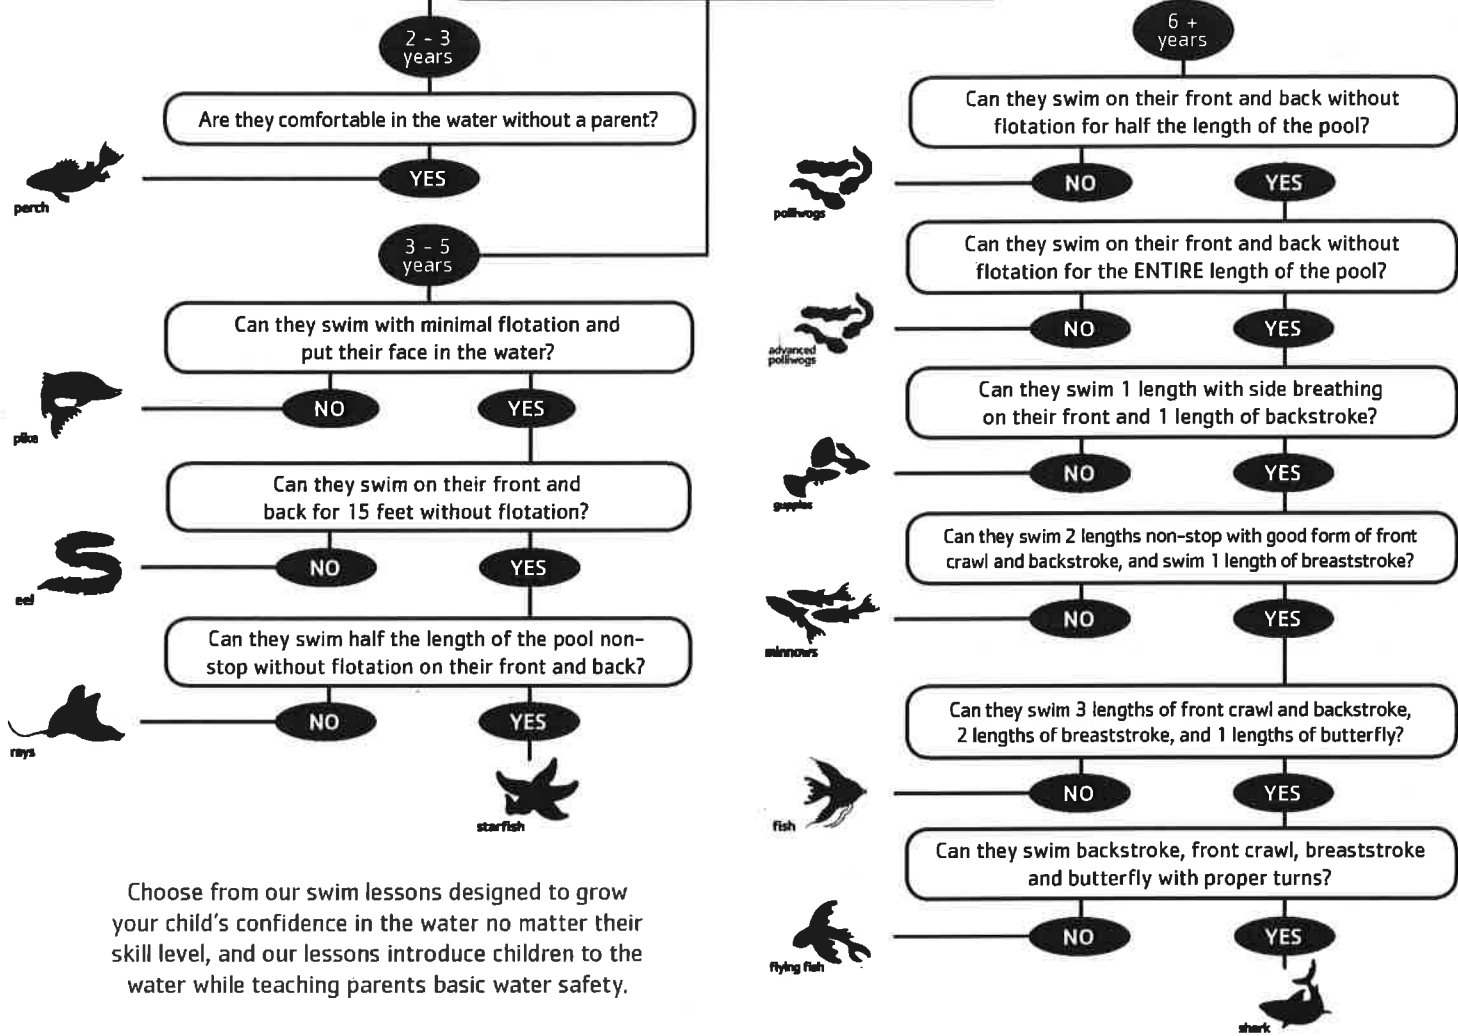 2 - 3
years
Are they comfortable in the water without a parent?
YES
perch
3 - 5
years
Can they swim with minimal flotation and
put their face in the water?
NO
YES
pike
Can they swim on their front and
back for 15 feet without flotation?
NO
YES
eel
Can they swim half the length of the pool non-
stop without flotation on their front and back?
NO
YES
rays
starfish
Choose from our swim lessons designed to grow
your child's confidence in the water no matter their
skill level, and our lessons introduce children to the
water while teaching parents basic water safety.
6 +
years
Can they swim on their front and back without
flotation for half the length of the pool?
NO
YES
polliwogs
Can they swim on their front and back without
flotation for the ENTIRE length of the pool?
NO
YES
advanced
polliwogs
Can they swim 1 length with side breathing
on their front and 1 length of backstroke?
NO
YES
guppies
Can they swim 2 lengths non-stop with good form of front
crawl and backstroke, and swim 1 length of breaststroke?
NO
YES
minnows
Can they swim 3 lengths of front crawl and backstroke,
2 lengths of breaststroke, and 1 lengths of butterfly?
NO
YES
fish
Can they swim backstroke, front crawl, breaststroke
and butterfly with proper turns?
NO
YES
flying fish
shark